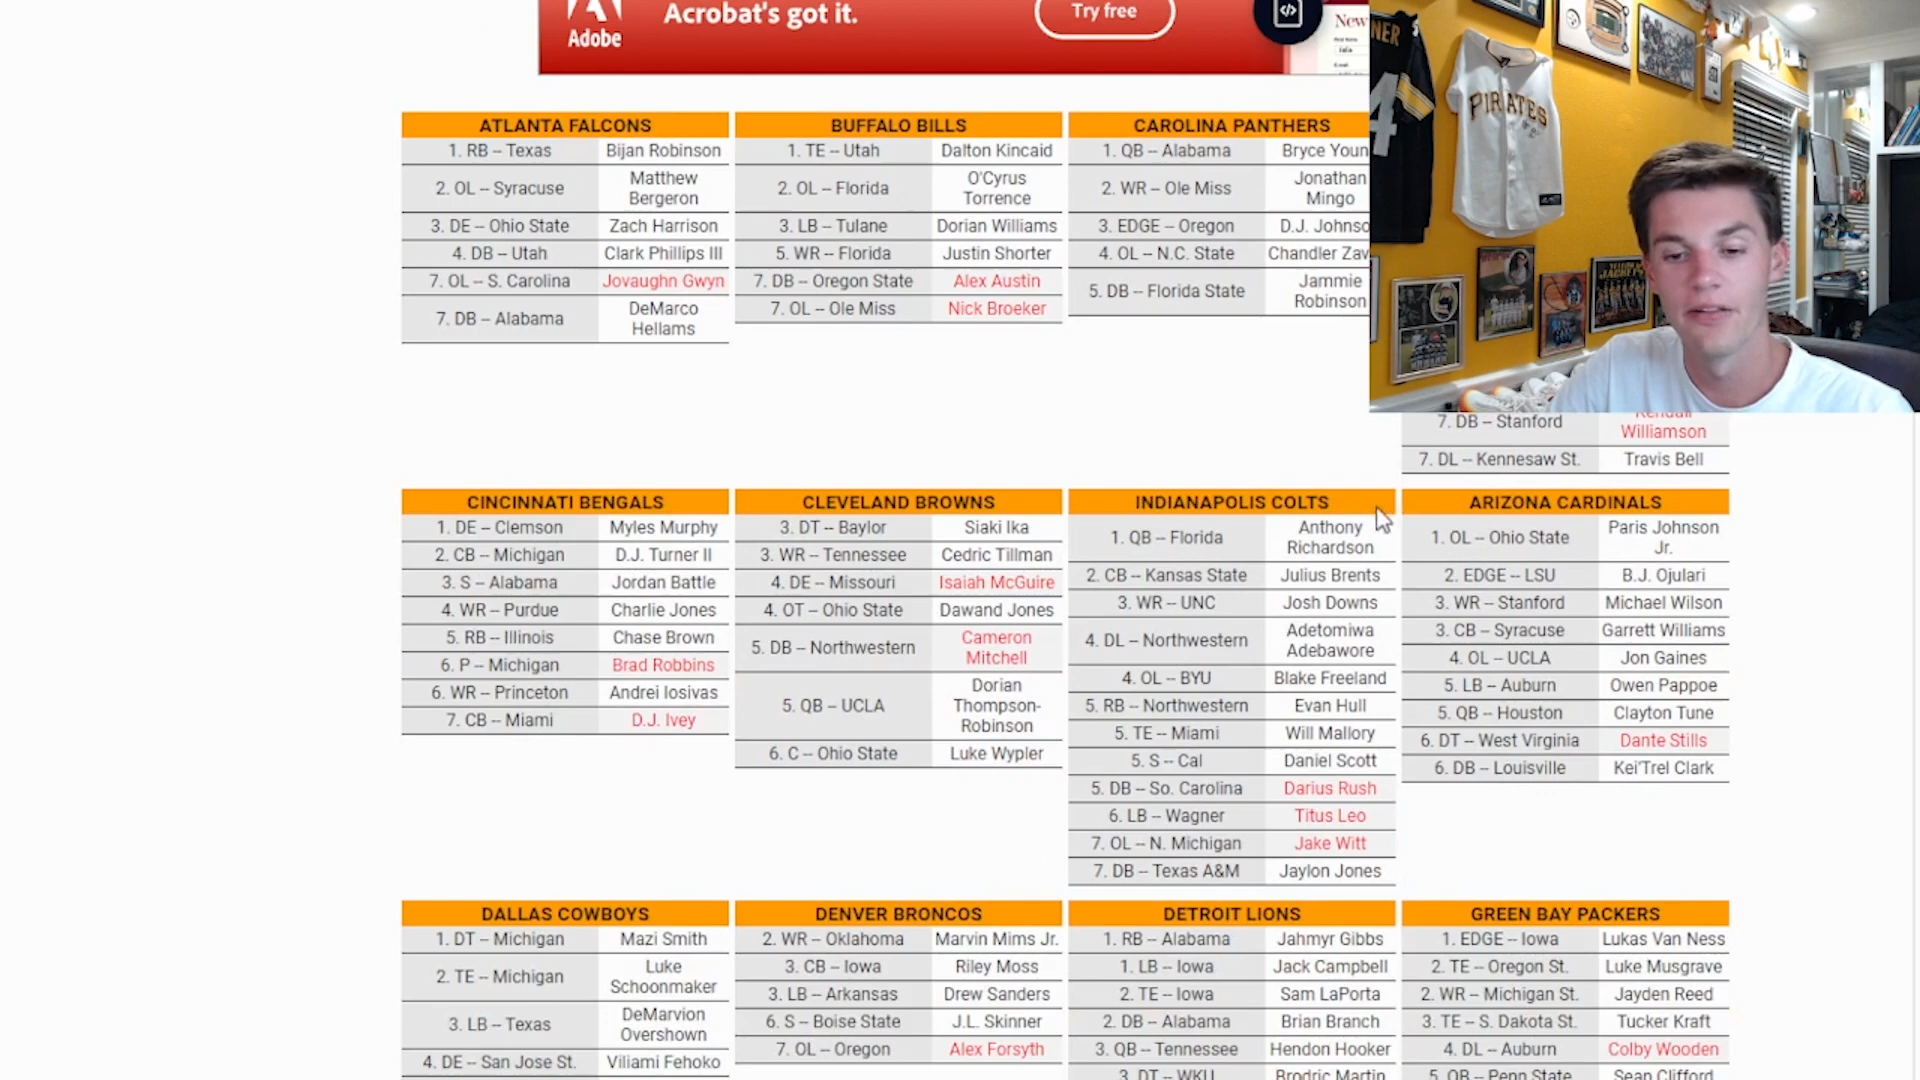 Acrobat's got it.
Adobe
Try free
New
ATLANTA FALCONS
1. RB -- Texas Bijan Robinson
2. OL -- Syracuse Matthew Bergeron
3. DE -- Ohio State Zach Harrison
4. DB -- Utah Clark Phillips III
7. OL -- S. Carolina Jovaughn Gwyn
7. DB -- Alabama DeMarco Hellams
BUFFALO BILLS
1. TE -- Utah Dalton Kincaid
2. OL -- Florida O'Cyrus Torrence
3. LB -- Tulane Dorian Williams
5. WR -- Florida Justin Shorter
7. DB -- Oregon State Alex Austin
7. OL -- Ole Miss Nick Broeker
CAROLINA PANTHERS
1. QB -- Alabama Bryce Youn
2. WR -- Ole Miss Jonathan Mingo
3. EDGE -- Oregon D.J. Johnso
4. OL -- N.C. State Chandler Zav
5. DB -- Florida State Jammie Robinson
NER
4
PIRATES
YELLOW JACKETS
7. DB -- Stanford Kendall Williamson
7. DL -- Kennesaw St. Travis Bell
CINCINNATI BENGALS
1. DE -- Clemson Myles Murphy
2. CB -- Michigan D.J. Turner II
3. S -- Alabama Jordan Battle
4. WR -- Purdue Charlie Jones
5. RB -- Illinois Chase Brown
6. P -- Michigan Brad Robbins
6. WR -- Princeton Andrei Iosivas
7. CB -- Miami D.J. Ivey
CLEVELAND BROWNS
3. DT -- Baylor Siaki Ika
3. WR -- Tennessee Cedric Tillman
4. DE -- Missouri Isaiah McGuire
4. OT -- Ohio State Dawand Jones
5. DB -- Northwestern Cameron Mitchell
5. QB -- UCLA Dorian Thompson-Robinson
6. C -- Ohio State Luke Wypler
INDIANAPOLIS COLTS
1. QB -- Florida Anthony Richardson
2. CB -- Kansas State Julius Brents
3. WR -- UNC Josh Downs
4. DL -- Northwestern Adetomiwa Adebawore
4. OL -- BYU Blake Freeland
5. RB -- Northwestern Evan Hull
5. TE -- Miami Will Mallory
5. S -- Cal Daniel Scott
5. DB -- So. Carolina Darius Rush
6. LB -- Wagner Titus Leo
7. OL -- N. Michigan Jake Witt
7. DB -- Texas A&M Jaylon Jones
ARIZONA CARDINALS
1. OL -- Ohio State Paris Johnson Jr.
2. EDGE -- LSU B.J. Ojulari
3. WR -- Stanford Michael Wilson
3. CB -- Syracuse Garrett Williams
4. OL -- UCLA Jon Gaines
5. LB -- Auburn Owen Pappoe
5. QB -- Houston Clayton Tune
6. DT -- West Virginia Dante Stills
6. DB -- Louisville Kei'Trel Clark
DALLAS COWBOYS
1. DT -- Michigan Mazi Smith
2. TE -- Michigan Luke Schoonmaker
3. LB -- Texas DeMarvion Overshown
4. DE -- San Jose St. Viliami Fehoko
DENVER BRONCOS
2. WR -- Oklahoma Marvin Mims Jr.
3. CB -- Iowa Riley Moss
3. LB -- Arkansas Drew Sanders
6. S -- Boise State J.L. Skinner
7. OL -- Oregon Alex Forsyth
DETROIT LIONS
1. RB -- Alabama Jahmyr Gibbs
1. LB -- Iowa Jack Campbell
2. TE -- Iowa Sam LaPorta
2. DB -- Alabama Brian Branch
3. QB -- Tennessee Hendon Hooker
3. DT -- WKU Brodric Martin
GREEN BAY PACKERS
1. EDGE -- Iowa Lukas Van Ness
2. TE -- Oregon St. Luke Musgrave
2. WR -- Michigan St. Jayden Reed
3. TE -- S. Dakota St. Tucker Kraft
4. DL -- Auburn Colby Wooden
5. QB -- Penn State Sean Clifford